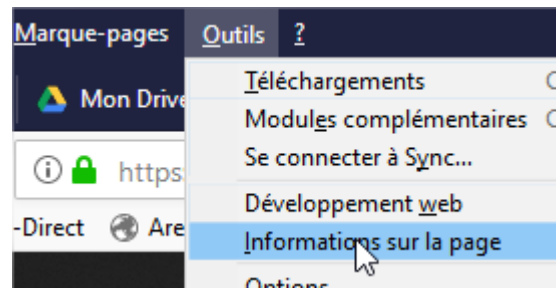 Marque-pages Outils ?
Téléchargements
Mon Drive
Modules complémentaires
https:
Se connecter à Sync...
Développement web
-Direct Are
Informations sur la page
Options